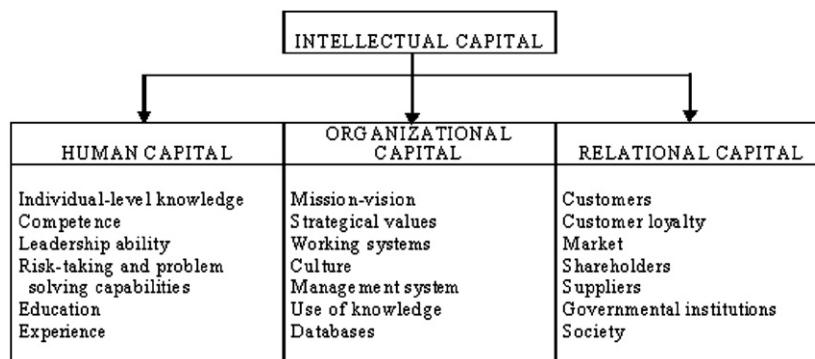 INTELLECTUAL CAPITAL
HUMAN CAPITAL
ORGANIZATIONAL
CAPITAL
RELATIONAL CAPITAL
Individual-level knowledge
Competence
Leadership ability
Risk-taking and problem
solving capabilities
Education
Experience
Mission-vision
Strategical values
Working systems
Culture
Management system
Use of knowledge
Databases
Customers
Customer loyalty
Market
Shareholders
Suppliers
Governmental institutions
Society